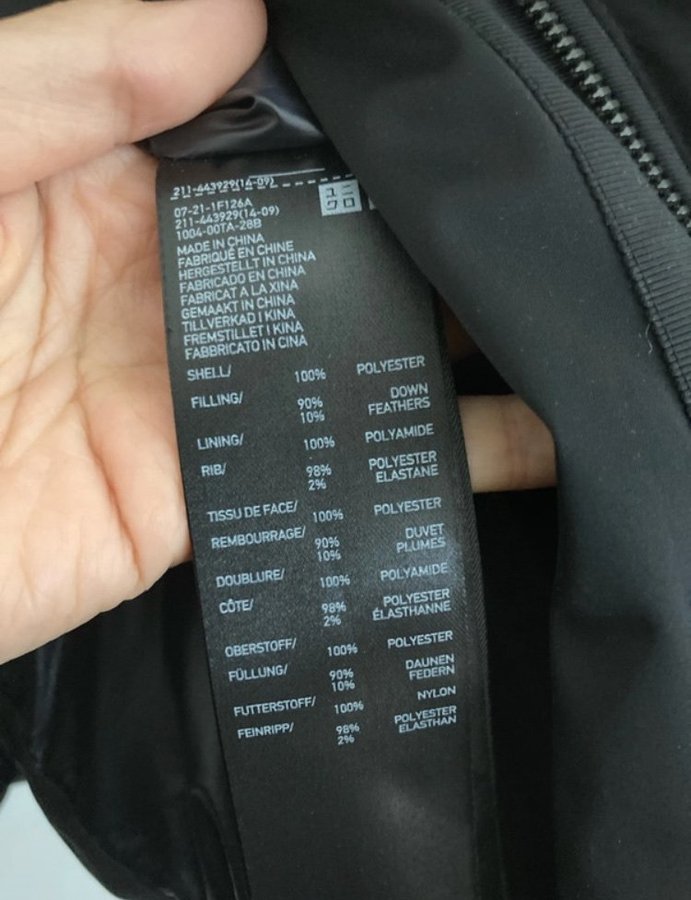 211-443929(14-09)
ユニ
クロ
07-21-1F126A
211-443929(14-09)
1004-00TA-28B
MADE IN CHINA
FABRIQUÉ EN CHINE
HERGESTELLT IN CHINA
FABRICADO EN CHINA
FABRICAT A LA XINA
GEMAAKT IN CHINA
TILLVERKAD I KINA
FREMSTILLET I KINA
FABBRICATO IN CINA
SHELL/ 100% POLYESTER
FILLING/ 90% DOWN
10% FEATHERS
LINING/ 100% POLYAMIDE
RIB/ 98% POLYESTER
2% ELASTANE
TISSU DE FACE/ 100% POLYESTER
REMBOURRAGE/ 90% DUVET
10% PLUMES
DOUBLURE/ 100% POLYAMIDE
CÔTE/ 98% POLYESTER
2% ÉLASTHANNE
OBERSTOFF/ 100% POLYESTER
FÜLLUNG/ 90% DAUNEN
10% FEDERN
FUTTERSTOFF/ 100% NYLON
FEINRIPP/ 98% POLYESTER
2% ELASTHAN